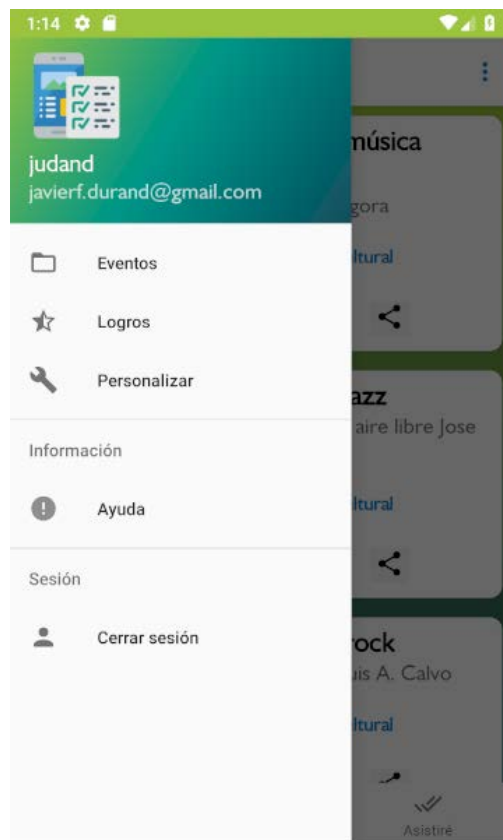 1:14
judand
javierf.durand@gmail.com
Eventos
Logros
Personalizar
Información
Ayuda
Sesión
Cerrar sesión
música
gora
ltural
azz
aire libre Jose
ltural
rock
uis A. Calvo
ltural
Asistiré